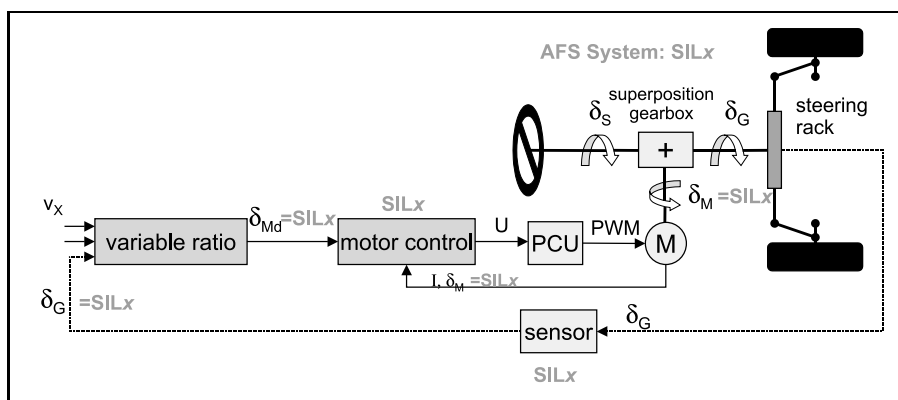 AFS System: SILx
superposition
gearbox
δS
δG
steering
rack
+
δM =SILx
vX
variable ratio
δMd =SILx
SILx
motor control
U
PCU
PWM
M
I, δM =SILx
δG =SILx
δG
sensor
SILx